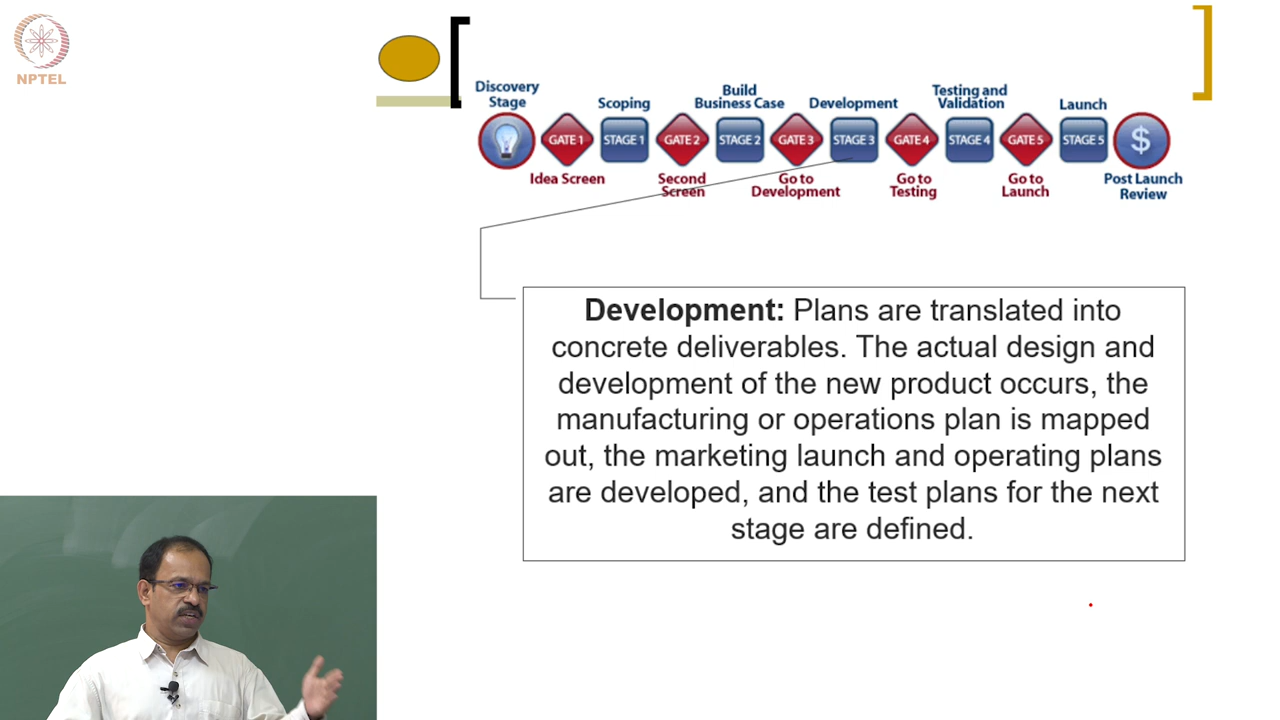 NPTEL
Discovery
Stage
Scoping
Build
Business Case
Development
Testing and
Validation
Launch
GATE 1
STAGE 1
GATE 2
STAGE 2
GATE 3
STAGE 3
GATE 4
STAGE 4
GATE 5
STAGE 5
$
Idea Screen
Second
Screen
Go to
Development
Go to
Testing
Go to
Launch
Post Launch
Review
Development: Plans are translated into
concrete deliverables. The actual design and
development of the new product occurs, the
manufacturing or operations plan is mapped
out, the marketing launch and operating plans
are developed, and the test plans for the next
stage are defined.